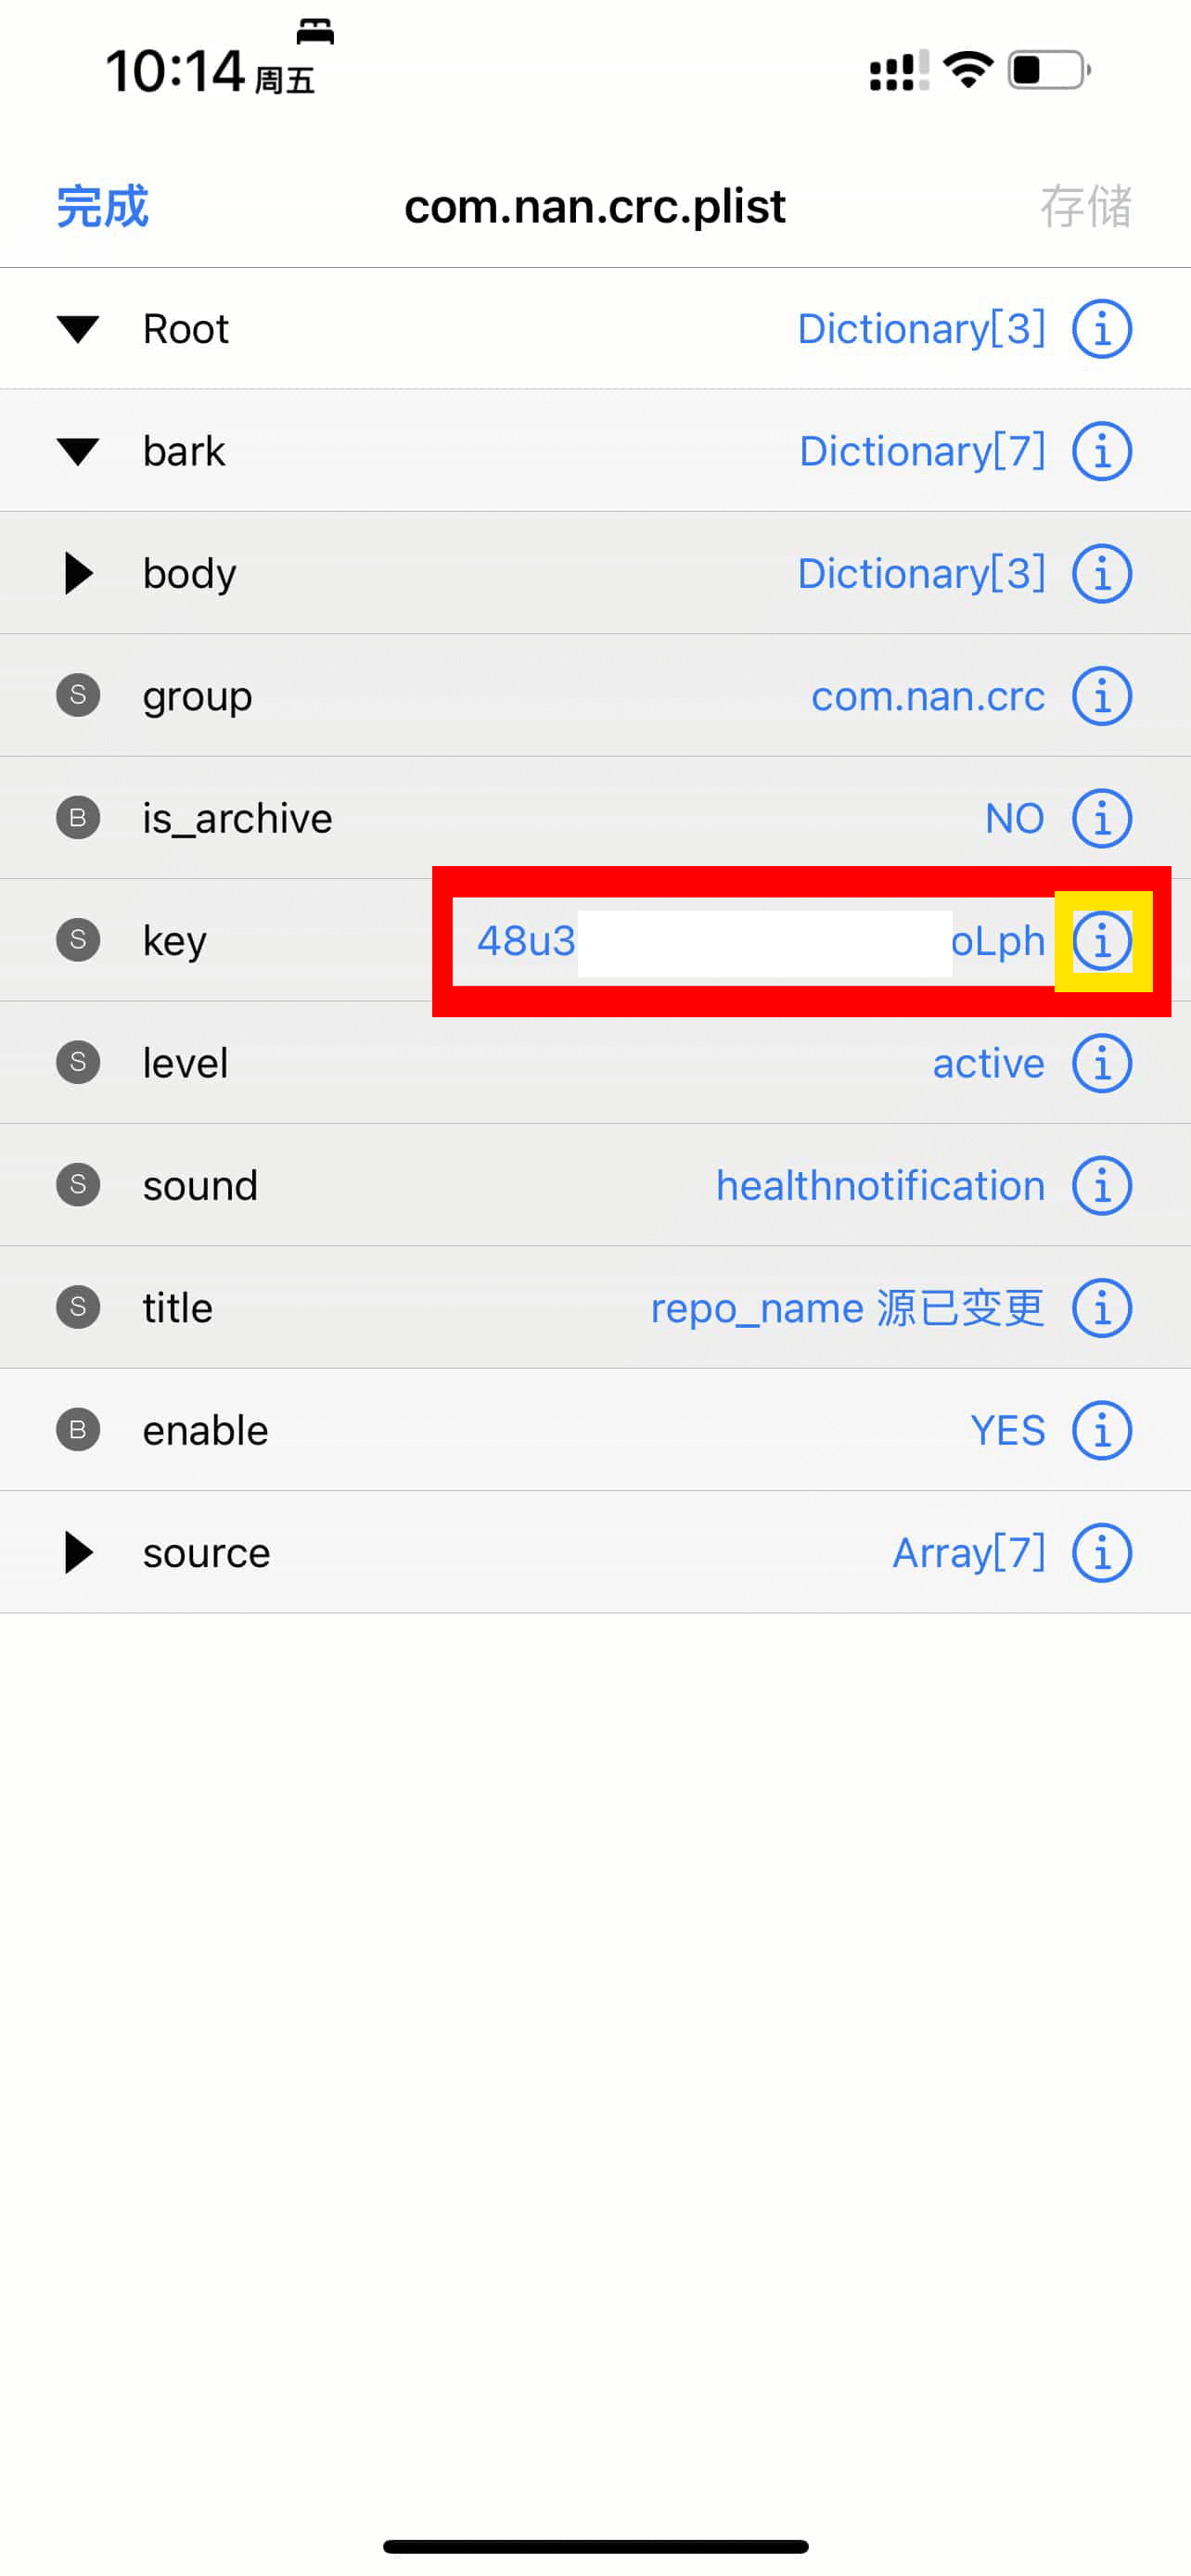 10:14 周五
完成 com.nan.crc.plist 存储
Root Dictionary[3]
bark Dictionary[7]
body Dictionary[3]
S group com.nan.crc
B is_archive NO
S key 48u3 oLph
S level active
S sound healthnotification
S title repo_name 源已变更
B enable YES
source Array[7]